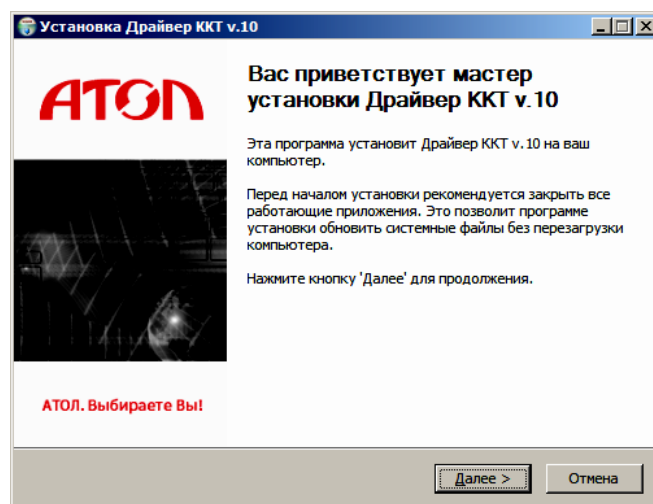 Установка Драйвер ККТ v.10
АТОЛ
Вас приветствует мастер
установки Драйвер ККТ v.10
Эта программа установит Драйвер ККТ v.10 на ваш
компьютер.
Перед началом установки рекомендуется закрыть все
работающие приложения. Это позволит программе
установки обновить системные файлы без перезагрузки
компьютера.
Нажмите кнопку 'Далее' для продолжения.
АТОЛ. Выбираете Вы!
Далее >
Отмена